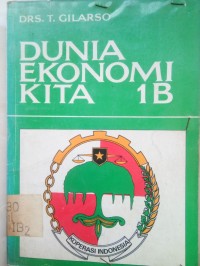 DRS. T. GILARSO
DUNIA
EKONOMI
KITA 1B
KOPERASI INDONESIA